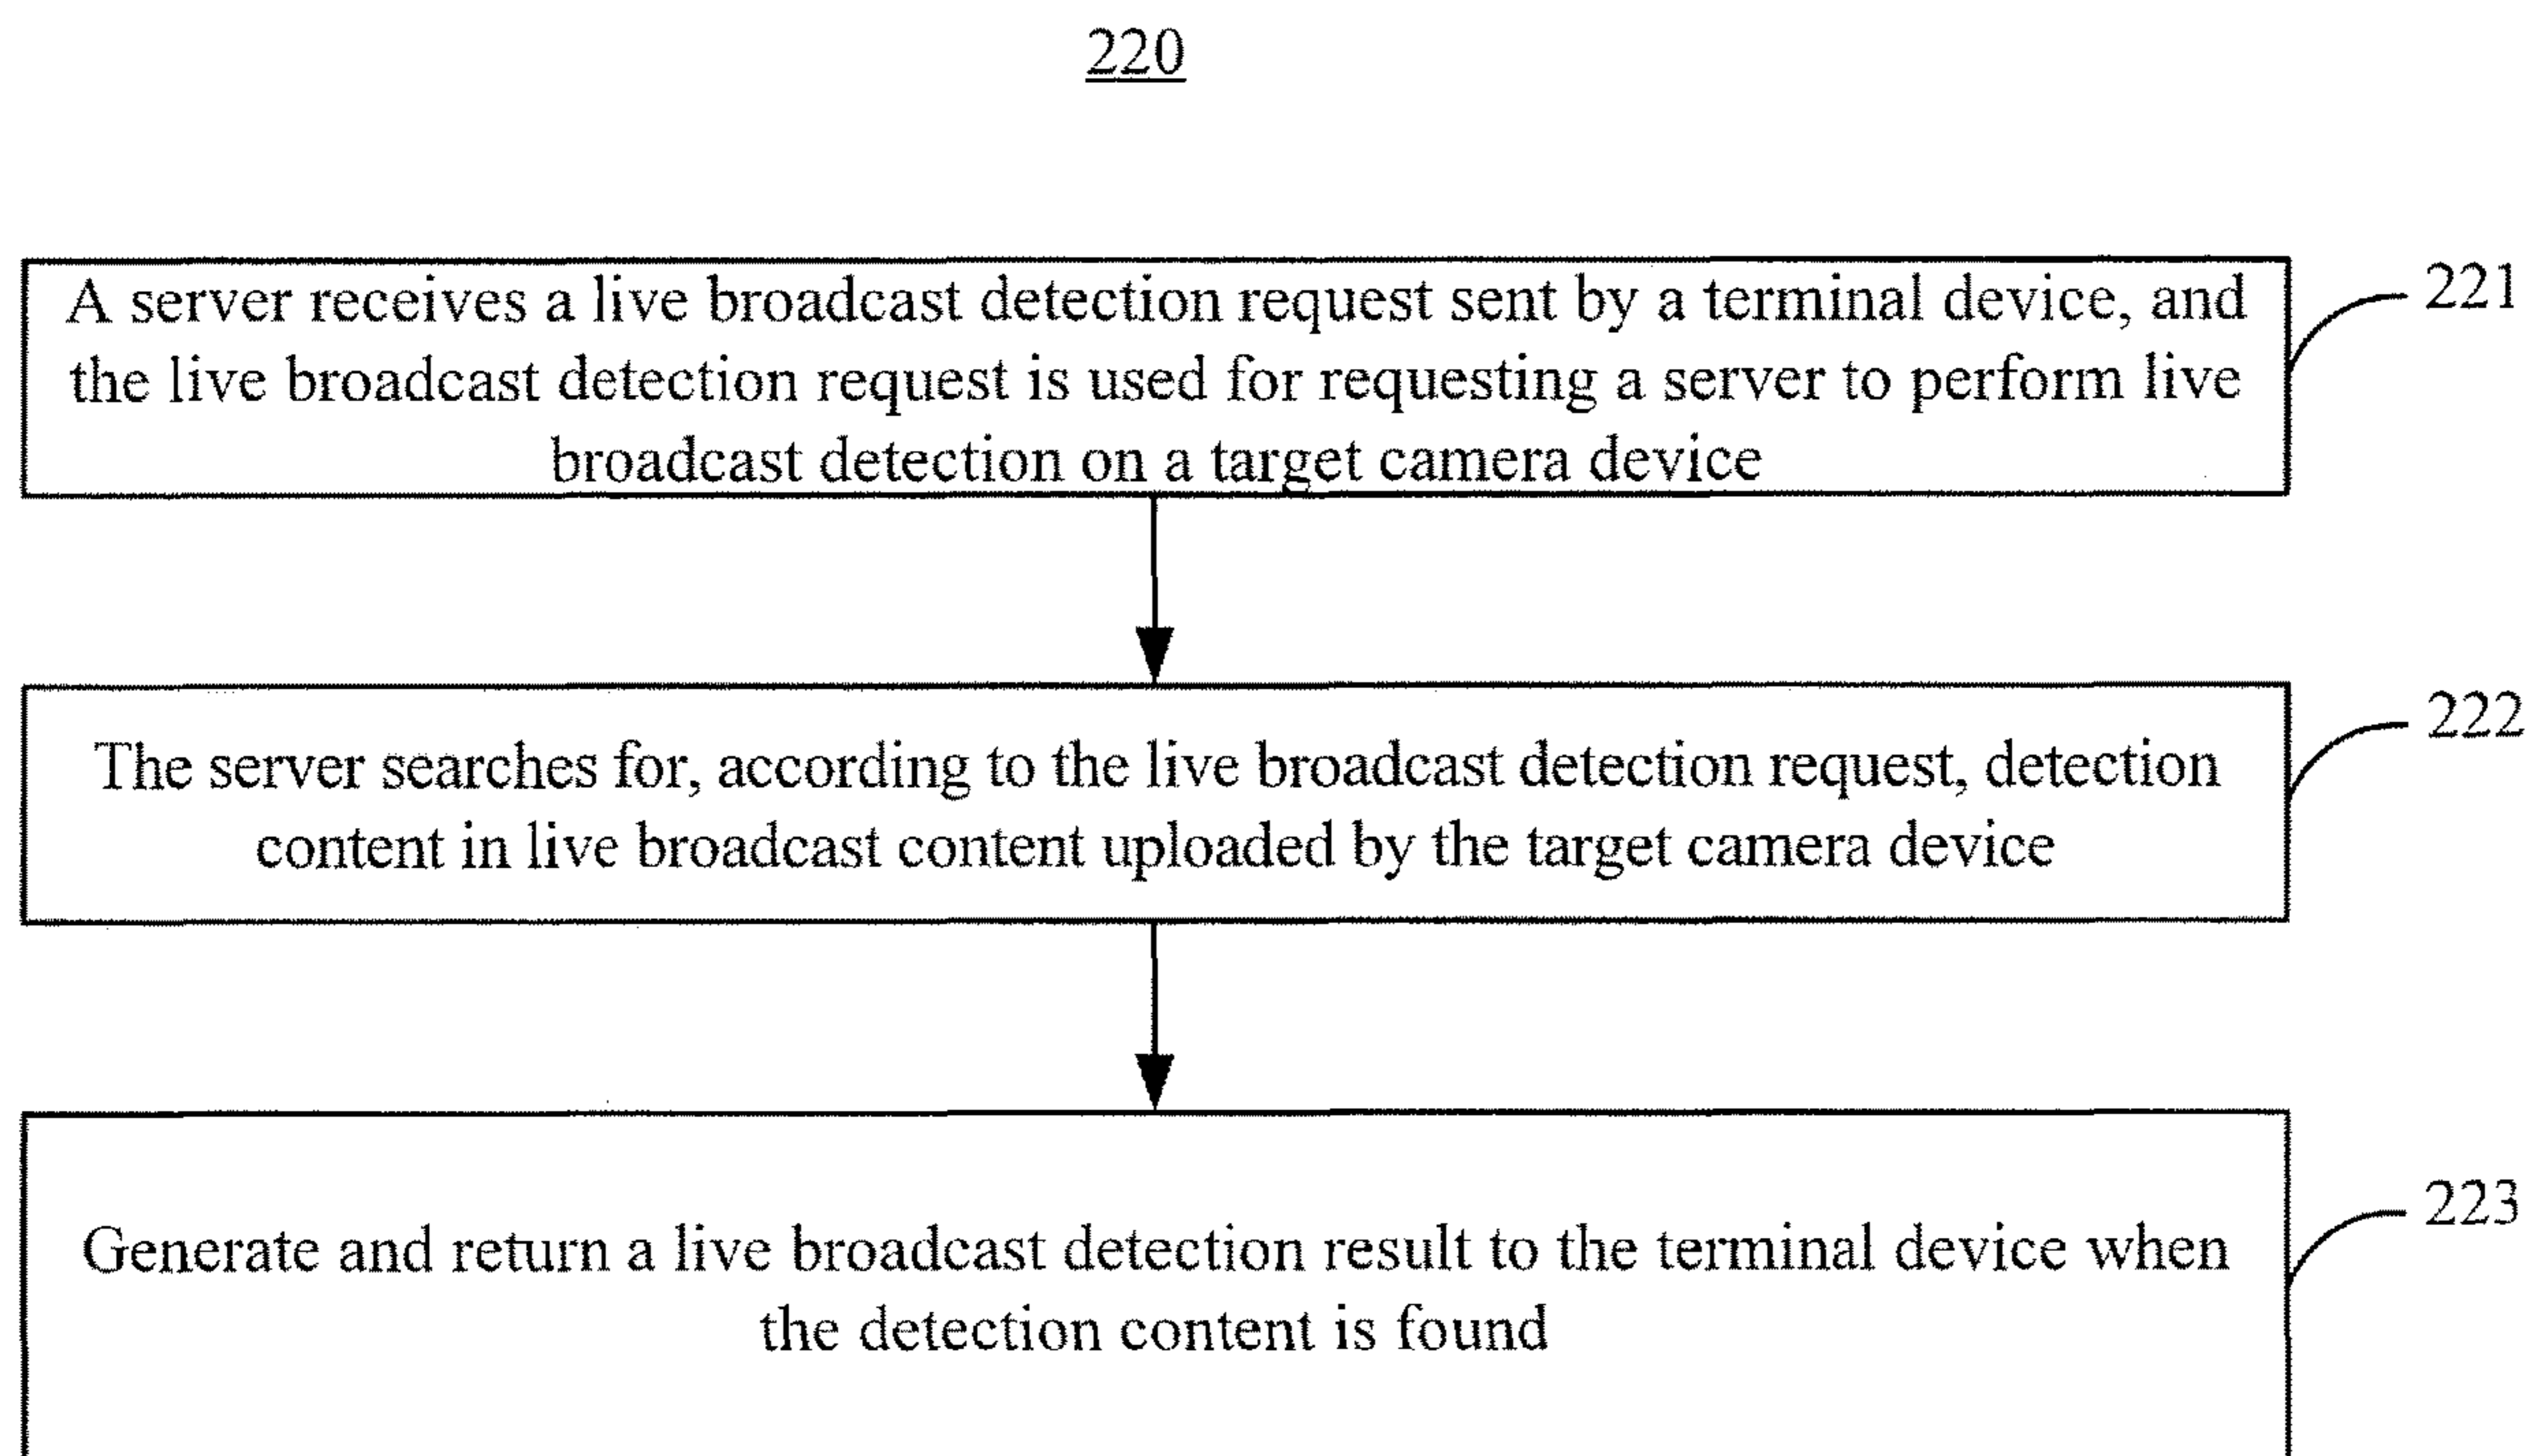 220
A server receives a live broadcast detection request sent by a terminal device, and
the live broadcast detection request is used for requesting a server to perform live
broadcast detection on a target camera device
221
The server searches for, according to the live broadcast detection request, detection
content in live broadcast content uploaded by the target camera device
222
Generate and return a live broadcast detection result to the terminal device when
the detection content is found
223